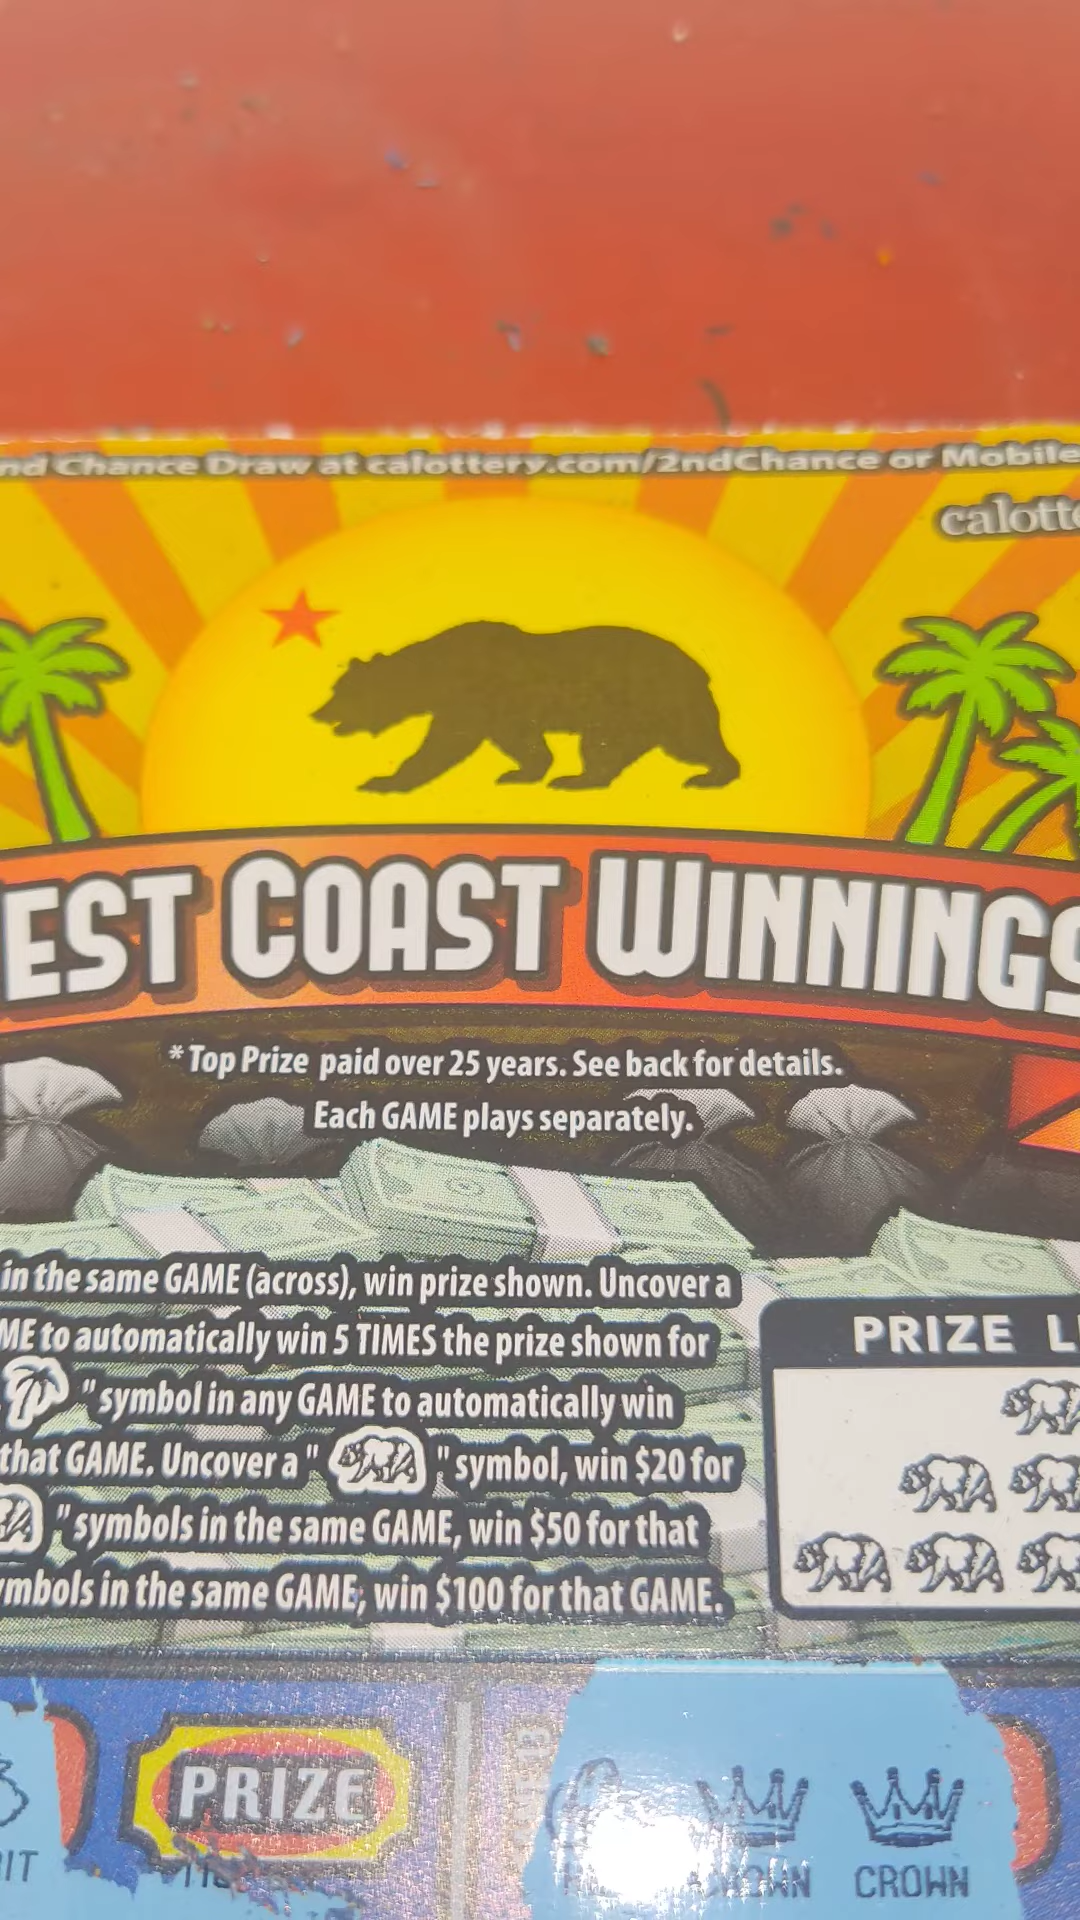 nd Chance Draw at calottery.com/2ndChance or Mobile
calotte
EST COAST WINNINGS
*Top Prize paid over 25 years. See back for details.
Each GAME plays separately.
in the same GAME (across), win prize shown. Uncover a
ME to automatically win 5 TIMES the prize shown for
" symbol in any GAME to automatically win
that GAME. Uncover a " " symbol, win $20 for
" symbols in the same GAME, win $50 for that
mbols in the same GAME, win $100 for that GAME.
PRIZE L
PRIZE
CROWN